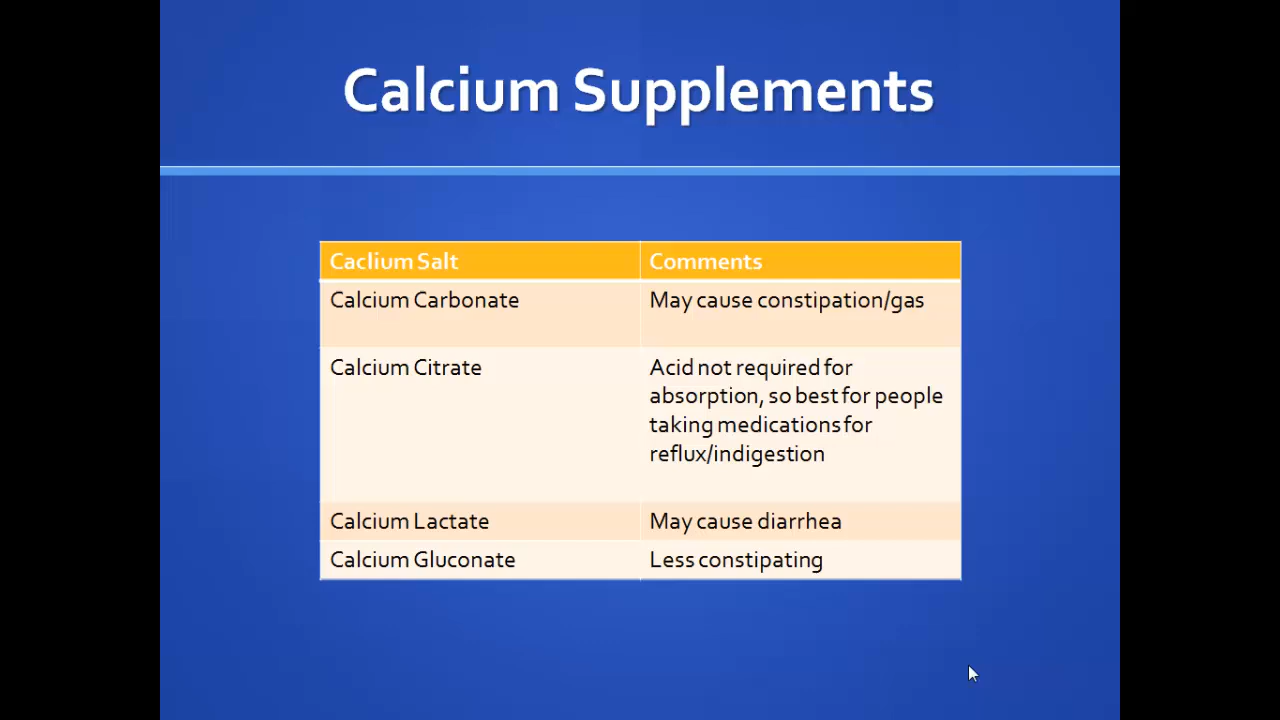 Calcium Supplements
Caclium Salt
Comments
Calcium Carbonate
May cause constipation/gas
Calcium Citrate
Acid not required for
absorption, so best for people
taking medications for
reflux/indigestion
Calcium Lactate
May cause diarrhea
Calcium Gluconate
Less constipating